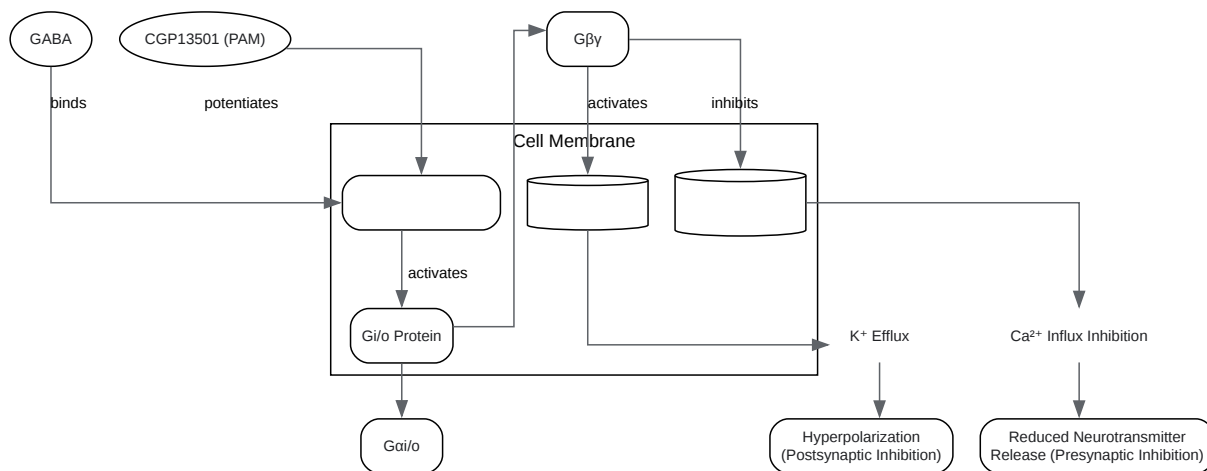 GABA
CGP13501 (PAM)
Gβγ
binds
potentiates
activates
inhibits
Cell Membrane
activates
Gi/o Protein
K⁺ Efflux
Ca²⁺ Influx Inhibition
Gαi/o
Hyperpolarization
(Postsynaptic Inhibition)
Reduced Neurotransmitter
Release (Presynaptic Inhibition)